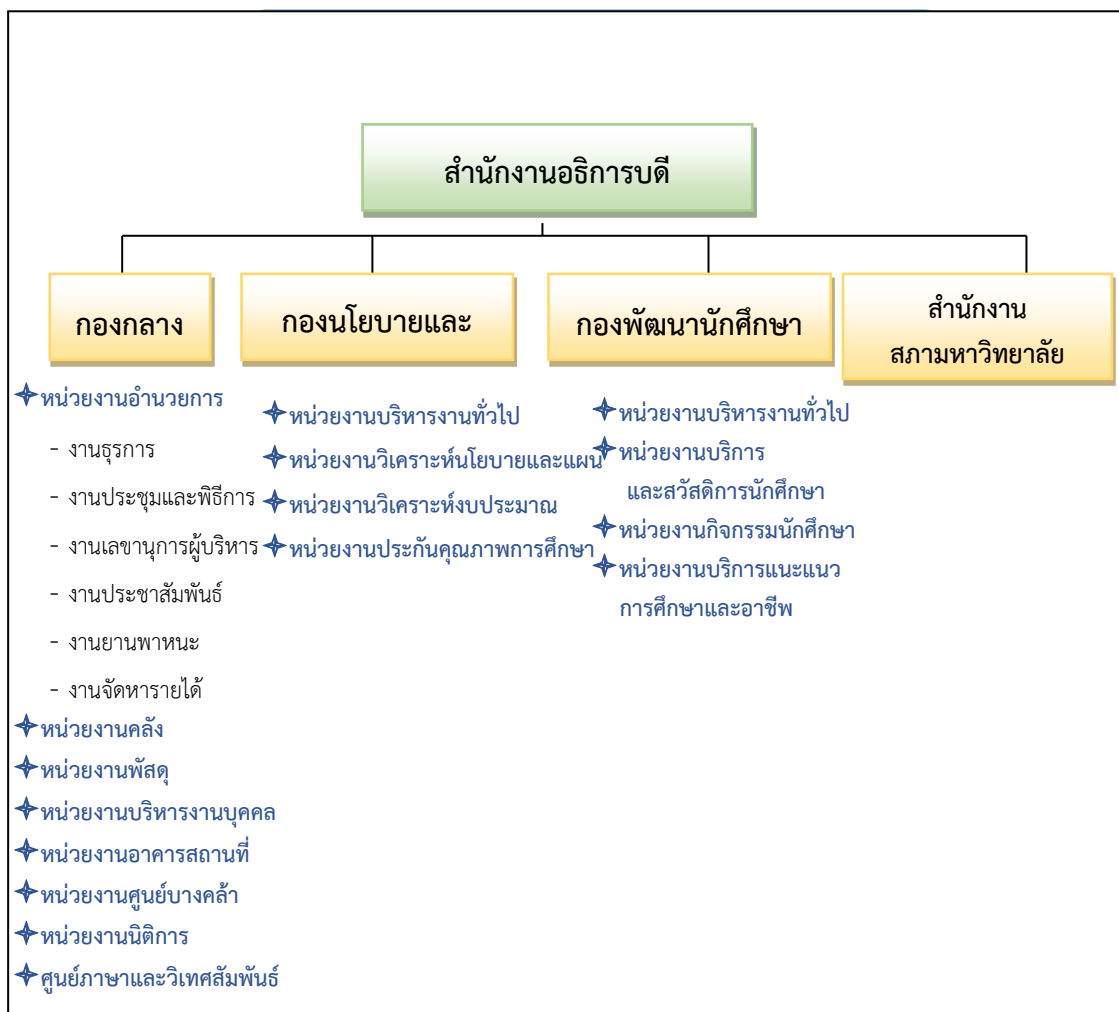 สำนักงานอธิการบดี
กองกลาง
กองนโยบายและ
กองพัฒนานักศึกษา
สำนักงาน
สภามหาวิทยาลัย
หน่วยงานอำนวยการ
- งานธุรการ
- งานประชุมและพิธีการ
- งานเลขานุการผู้บริหาร
- งานประชาสัมพันธ์
- งานยานพาหนะ
- งานจัดหารายได้
หน่วยงานคลัง
หน่วยงานพัสดุ
หน่วยงานบริหารงานบุคคล
หน่วยงานอาคารสถานที่
หน่วยงานศูนย์บางคล้า
หน่วยงานนิติการ
ศูนย์ภาษาและวิเทศสัมพันธ์
หน่วยงานบริหารงานทั่วไป
หน่วยงานวิเคราะห์นโยบายและแผน
หน่วยงานวิเคราะห์งบประมาณ
หน่วยงานประกันคุณภาพการศึกษา
หน่วยงานบริหารงานทั่วไป
หน่วยงานบริการ
และสวัสดิการนักศึกษา
หน่วยงานกิจกรรมนักศึกษา
หน่วยงานบริการแนะแนว
การศึกษาและอาชีพ